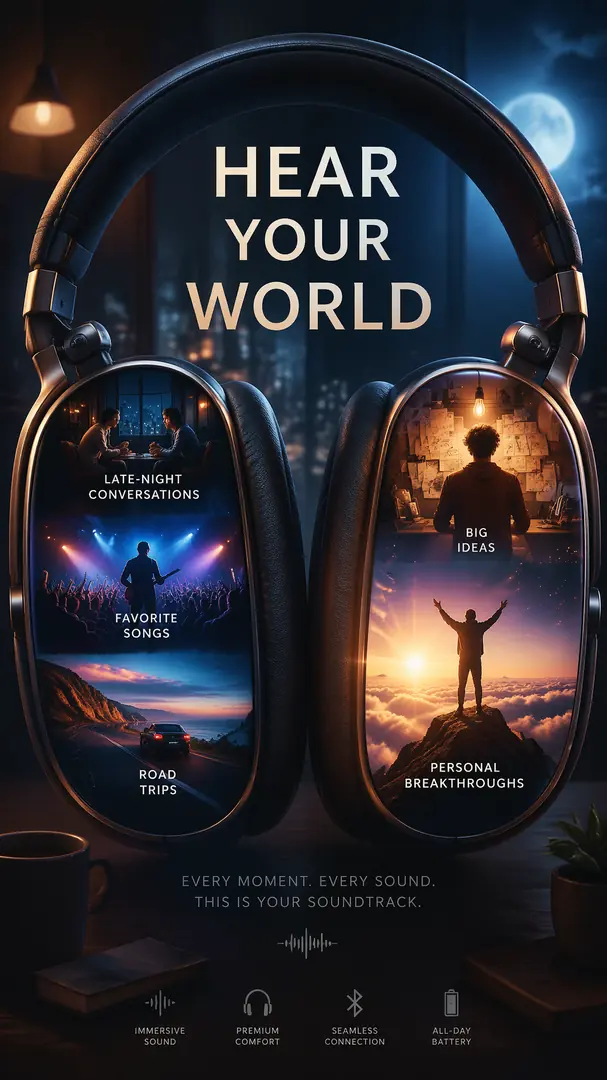 HEAR
YOUR
WORLD
LATE-NIGHT
CONVERSATIONS
FAVORITE
SONGS
ROAD
TRIPS
BIG
IDEAS
PERSONAL
BREAKTHROUGHS
EVERY MOMENT. EVERY SOUND.
THIS IS YOUR SOUNDTRACK.
IMMERSIVE
SOUND
PREMIUM
COMFORT
SEAMLESS
CONNECTION
ALL-DAY
BATTERY